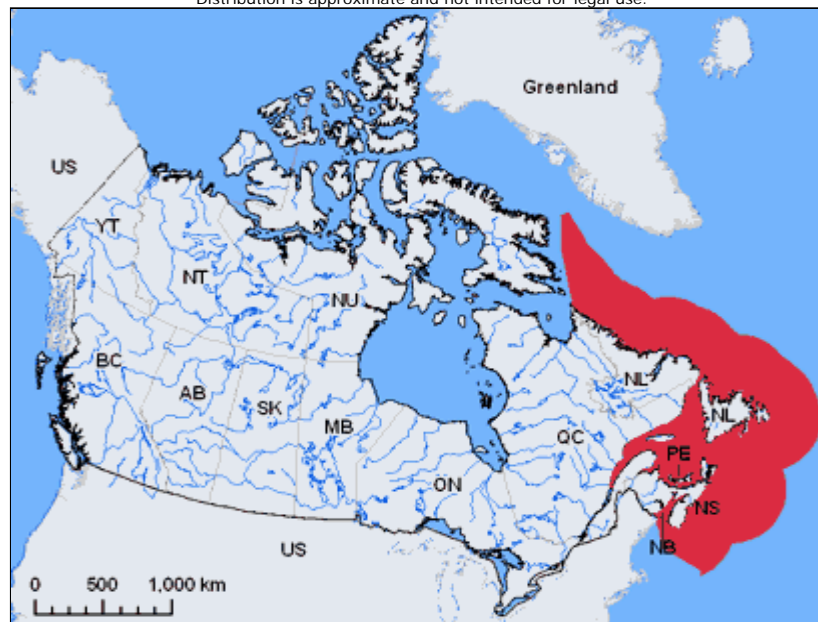 Distribution is approximate and not intended for legal use.
Greenland
US
YT
NT
NU
BC
AB
SK
MB
ON
QC
NL
NL
PE
NS
NB
US
0 500 1,000 km